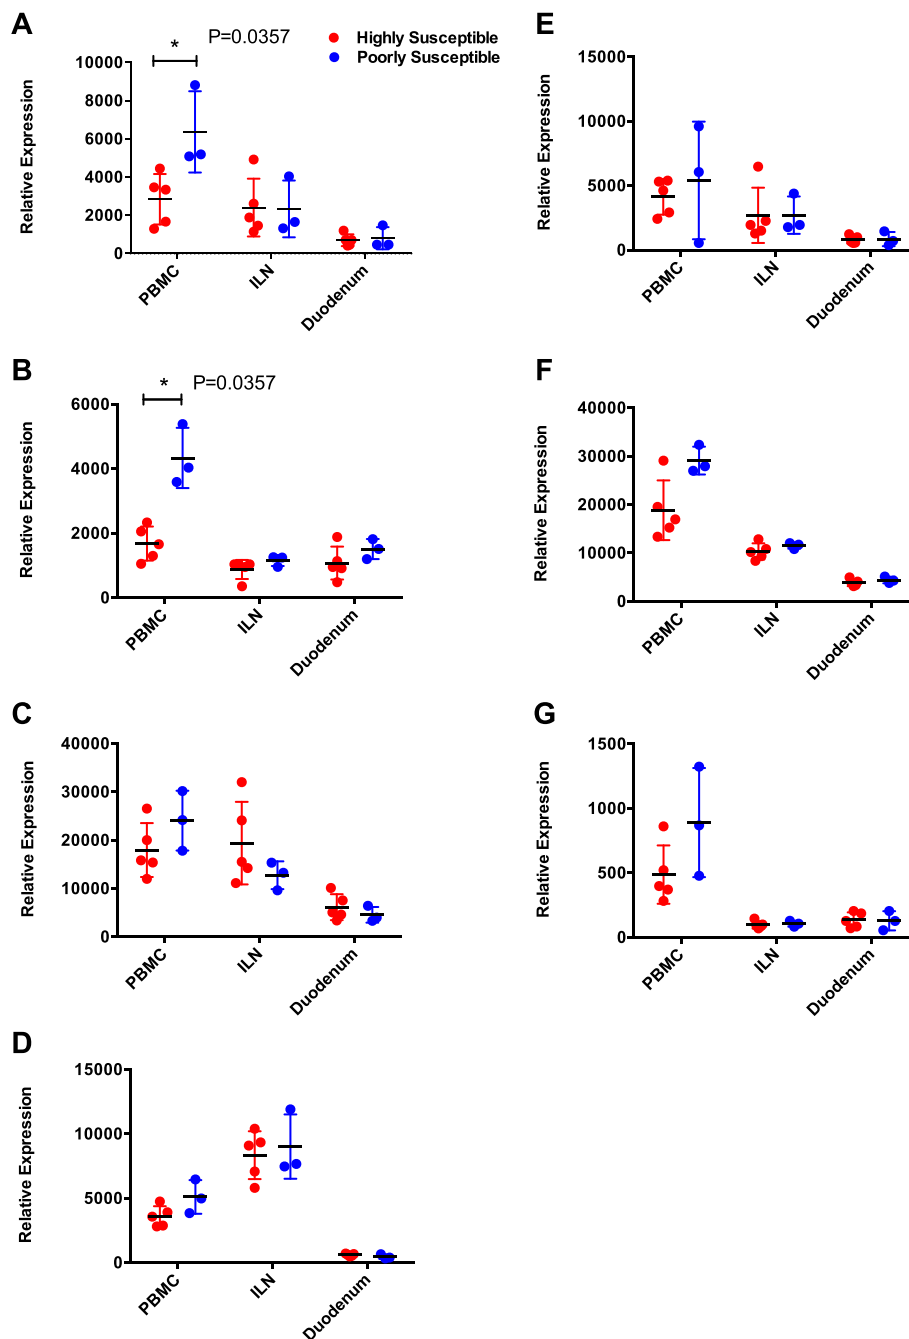 A
P=0.0357
Highly Susceptible
Poorly Susceptible
*
Relative Expression
10000
8000
6000
4000
2000
0
PBMC
ILN
Duodenum
B
P=0.0357
*
Relative Expression
6000
4000
2000
0
PBMC
ILN
Duodenum
C
Relative Expression
40000
30000
20000
10000
0
PBMC
ILN
Duodenum
D
Relative Expression
15000
10000
5000
0
PBMC
ILN
Duodenum
E
Relative Expression
15000
10000
5000
0
PBMC
ILN
Duodenum
F
Relative Expression
40000
30000
20000
10000
0
PBMC
ILN
Duodenum
G
Relative Expression
1500
1000
500
0
PBMC
ILN
Duodenum